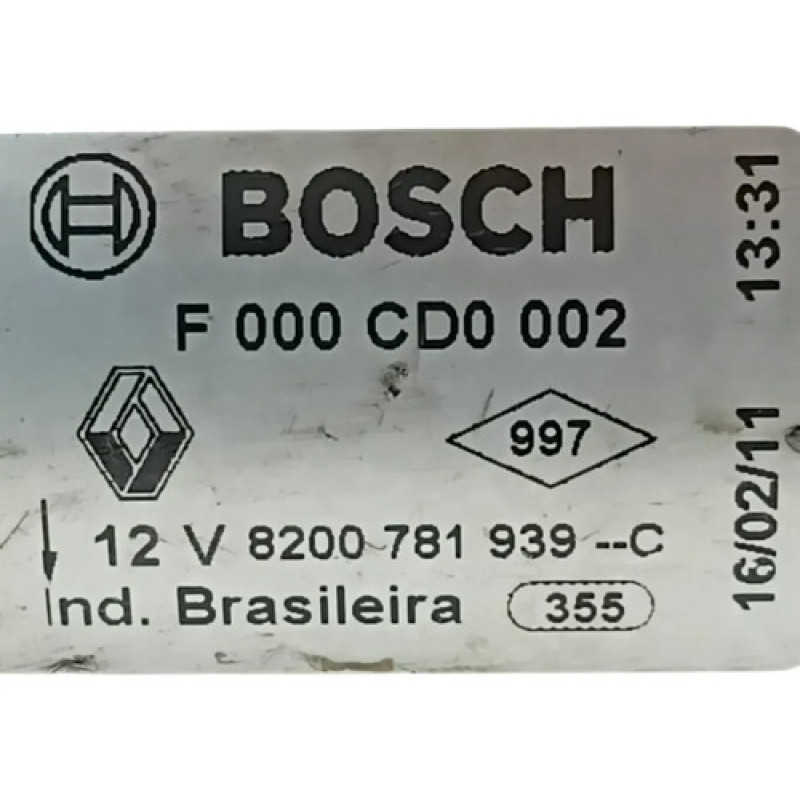 BOSCH
F 000 CD0 002
997
12 V 8200 781 939 --C
Ind. Brasileira 355
16/02/11 13:31